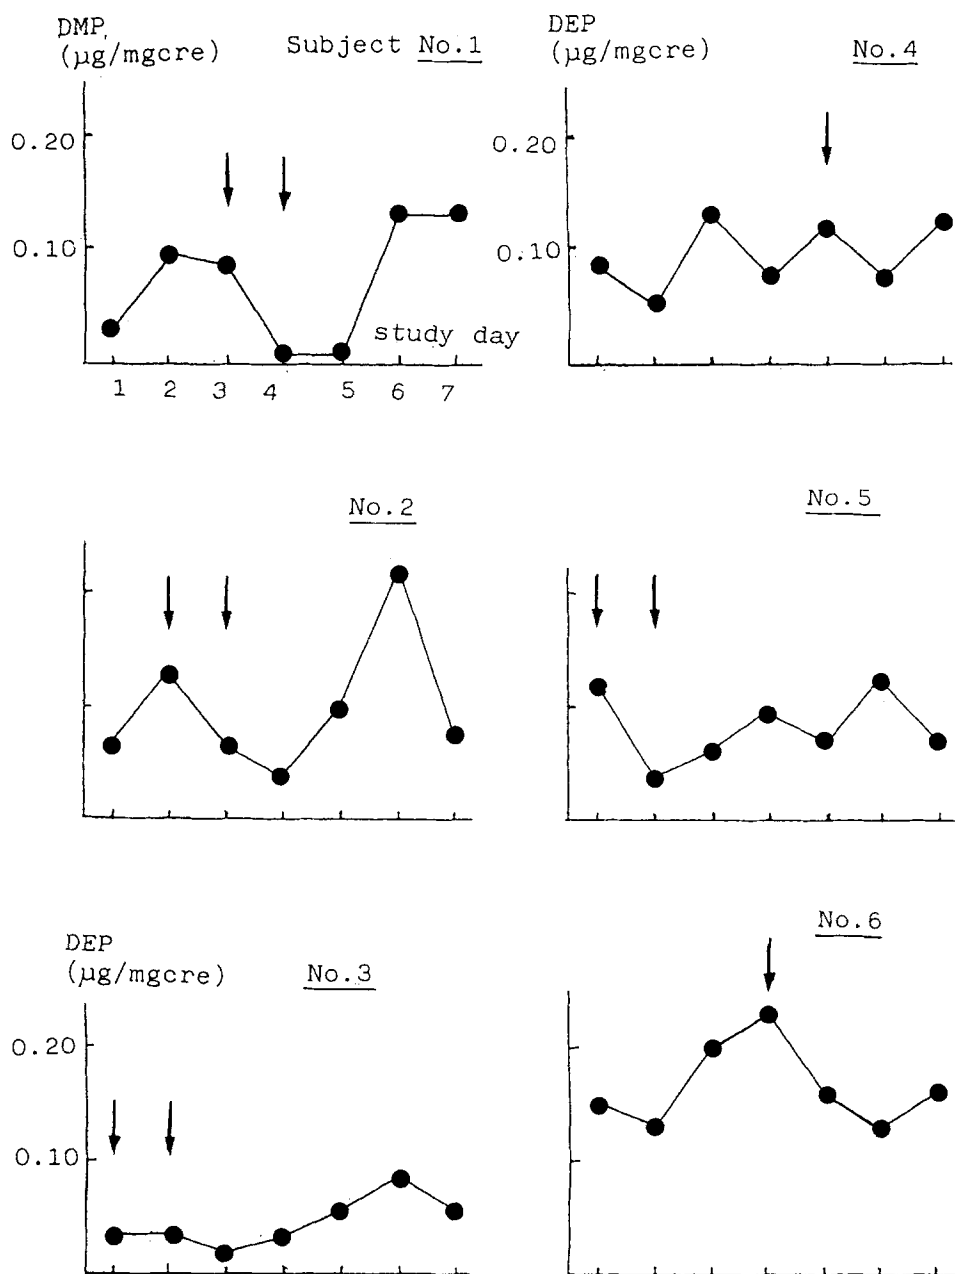 DMP
(µg/mgcre)
Subject No.1
0.20
0.10
study day
1 2 3 4 5 6 7
DEP
(µg/mgcre)
No.4
0.20
0.10
No.2
No.5
DEP
(µg/mgcre)
No.3
0.20
0.10
No.6